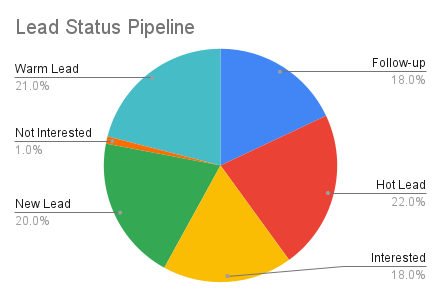 Lead Status Pipeline
Warm Lead
21.0%
Not Interested
1.0%
New Lead
20.0%
Follow-up
18.0%
Hot Lead
22.0%
Interested
18.0%